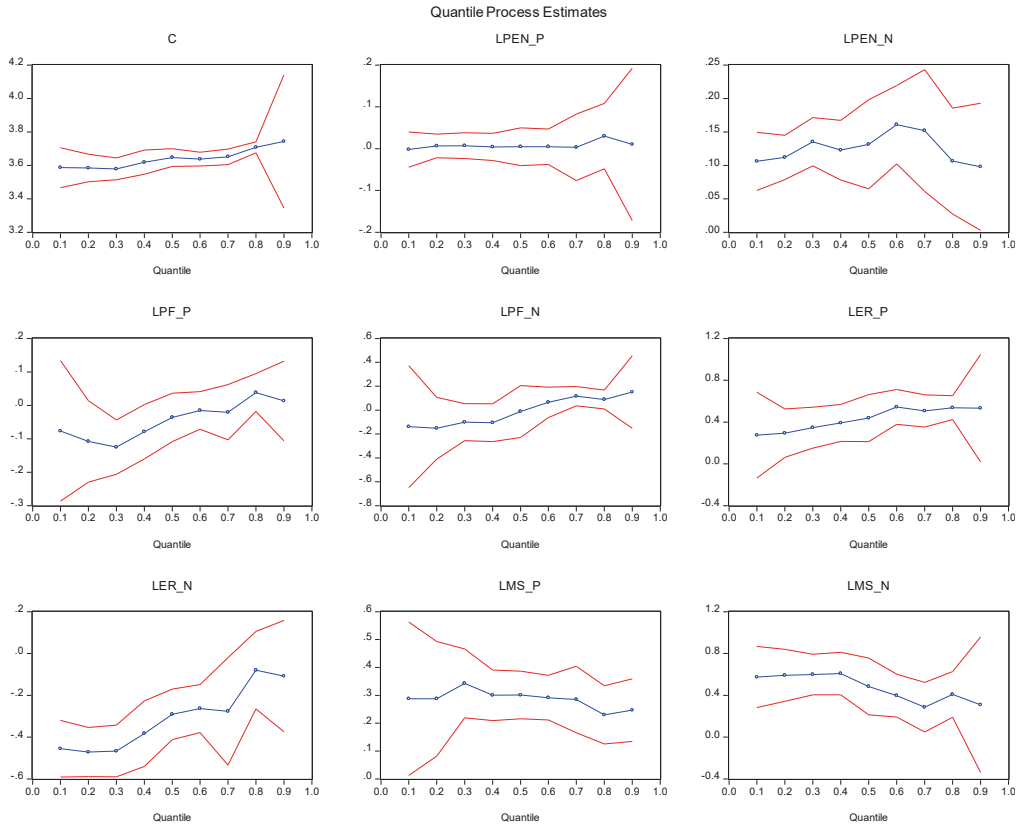 Quantile Process Estimates
C LPEN_P LPEN_N
4.2
4.0
3.8
3.6
3.4
3.2
0.0 0.1 0.2 0.3 0.4 0.5 0.6 0.7 0.8 0.9 1.0
Quantile
.2
.1
.0
-.1
-.2
0.0 0.1 0.2 0.3 0.4 0.5 0.6 0.7 0.8 0.9 1.0
Quantile
.25
.20
.15
.10
.05
.00
0.0 0.1 0.2 0.3 0.4 0.5 0.6 0.7 0.8 0.9 1.0
Quantile
LPF_P LPF_N LER_P
.2
.1
.0
-.1
-.2
-.3
0.0 0.1 0.2 0.3 0.4 0.5 0.6 0.7 0.8 0.9 1.0
Quantile
.6
.4
.2
.0
-.2
-.4
-.6
-.8
0.0 0.1 0.2 0.3 0.4 0.5 0.6 0.7 0.8 0.9 1.0
Quantile
1.2
0.8
0.4
0.0
-0.4
0.0 0.1 0.2 0.3 0.4 0.5 0.6 0.7 0.8 0.9 1.0
Quantile
LER_N LMS_P LMS_N
.2
.0
-.2
-.4
-.6
0.0 0.1 0.2 0.3 0.4 0.5 0.6 0.7 0.8 0.9 1.0
Quantile
.6
.5
.4
.3
.2
.1
.0
0.0 0.1 0.2 0.3 0.4 0.5 0.6 0.7 0.8 0.9 1.0
Quantile
1.2
0.8
0.4
0.0
-0.4
0.0 0.1 0.2 0.3 0.4 0.5 0.6 0.7 0.8 0.9 1.0
Quantile